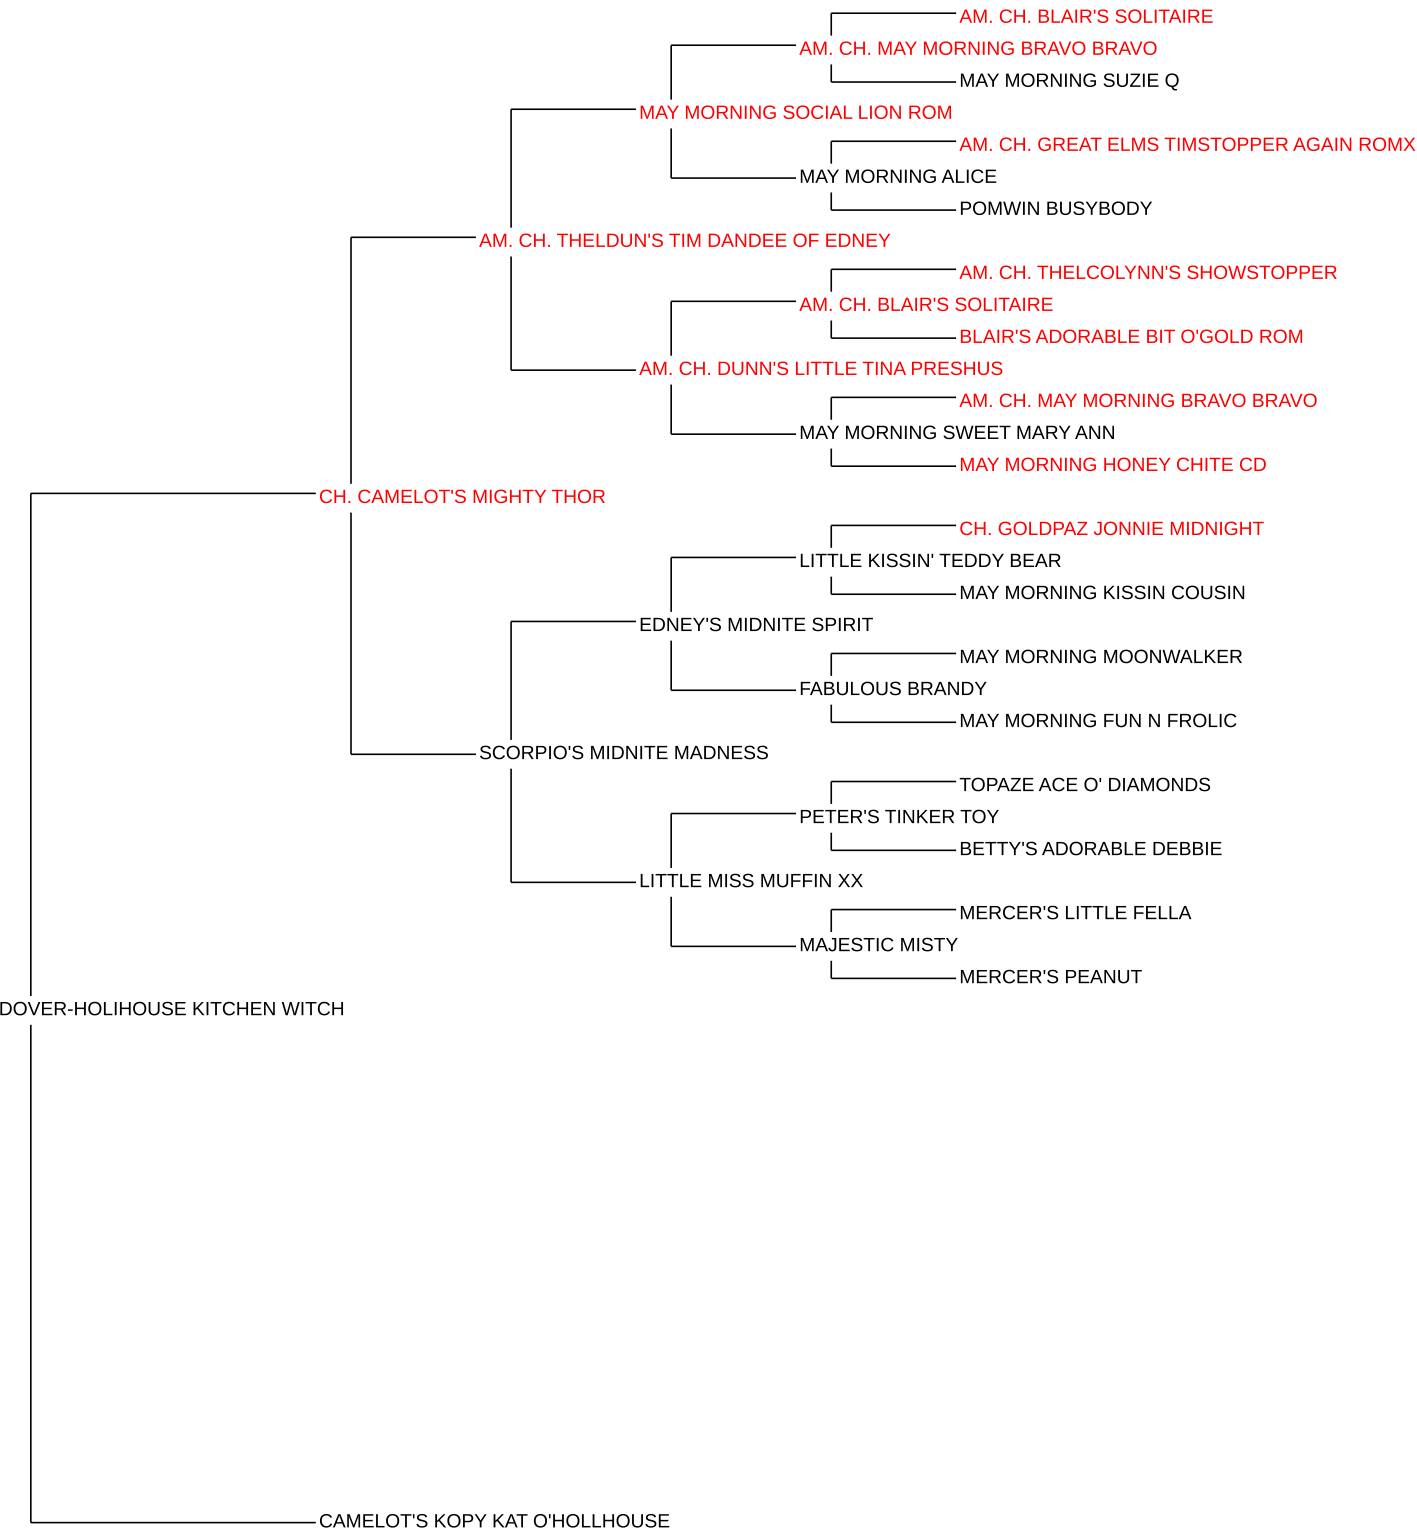 AM. CH. BLAIR'S SOLITAIRE
AM. CH. MAY MORNING BRAVO BRAVO
MAY MORNING SUZIE Q
MAY MORNING SOCIAL LION ROM
AM. CH. GREAT ELMS TIMSTOPPER AGAIN ROMX
MAY MORNING ALICE
POMWIN BUSYBODY
AM. CH. THELDUN'S TIM DANDEE OF EDNEY
AM. CH. THELCOLYNN'S SHOWSTOPPER
AM. CH. BLAIR'S SOLITAIRE
BLAIR'S ADORABLE BIT O'GOLD ROM
AM. CH. DUNN'S LITTLE TINA PRESHUS
AM. CH. MAY MORNING BRAVO BRAVO
MAY MORNING SWEET MARY ANN
MAY MORNING HONEY CHITE CD
CH. CAMELOT'S MIGHTY THOR
CH. GOLDPAZ JONNIE MIDNIGHT
LITTLE KISSIN' TEDDY BEAR
MAY MORNING KISSIN COUSIN
EDNEY'S MIDNITE SPIRIT
MAY MORNING MOONWALKER
FABULOUS BRANDY
MAY MORNING FUN N FROLIC
SCORPIO'S MIDNITE MADNESS
TOPAZE ACE O' DIAMONDS
PETER'S TINKER TOY
BETTY'S ADORABLE DEBBIE
LITTLE MISS MUFFIN XX
MERCER'S LITTLE FELLA
MAJESTIC MISTY
MERCER'S PEANUT
DOVER-HOLIHOUSE KITCHEN WITCH
CAMELOT'S KOPY KAT O'HOLLHOUSE